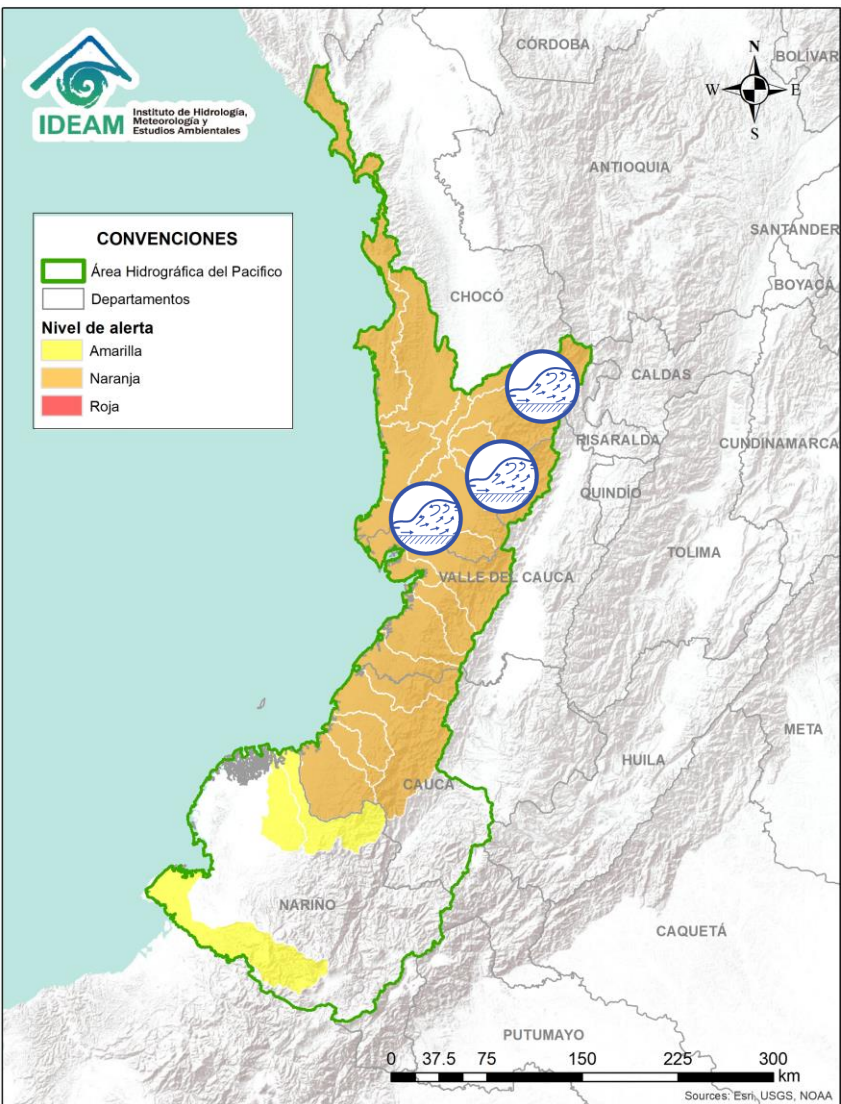 IDEAM
Instituto de Hidrología,
Meteorología y
Estudios Ambientales
CONVENCIONES
Área Hidrográfica del Pacifico
Departamentos
Nivel de alerta
Amarilla
Naranja
Roja
N
W
E
S
CÓRDOBA
BOLÍVAR
ANTIOQUIA
SANTANDER
BOYACÁ
CHOCÓ
CALDAS
RISARALDA
CUNDINAMARCA
QUINDÍO
TOLIMA
VALLE DEL CAUCA
META
HUILA
CAUCA
NARIÑO
CAQUETÁ
PUTUMAYO
0 37.5 75 150 225 300
km
Sources: Esri, USGS, NOAA